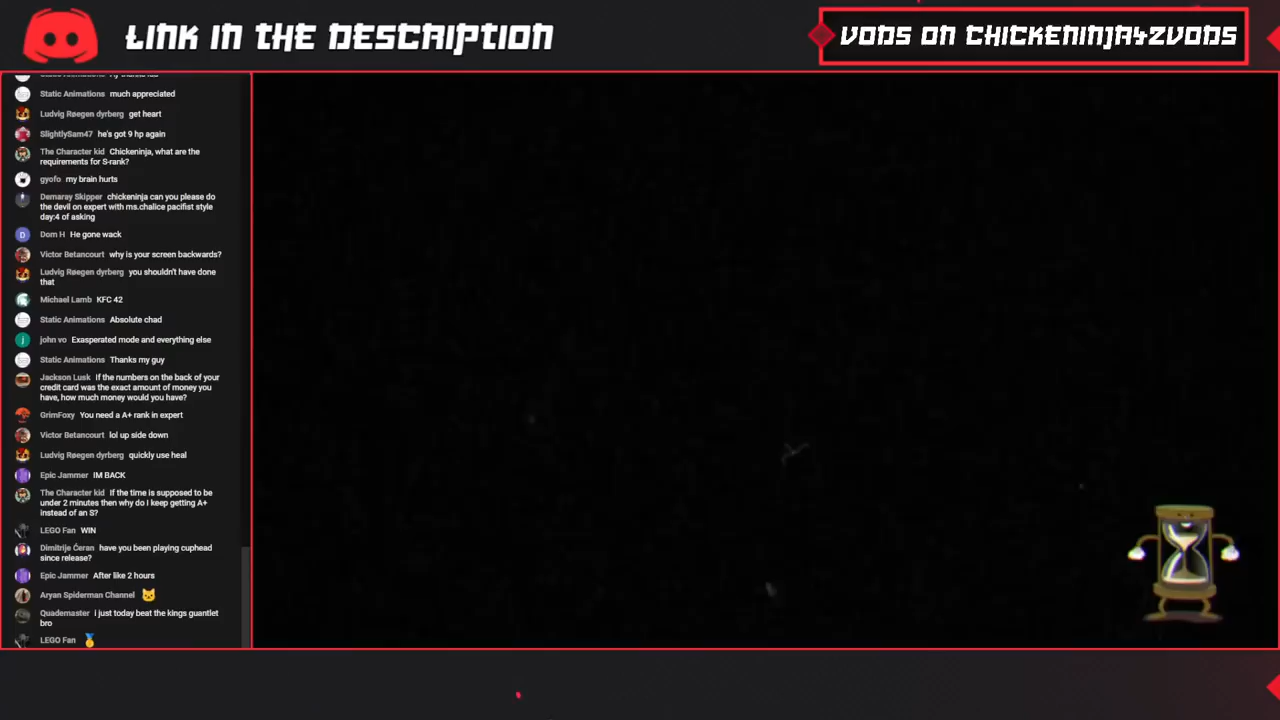 LINK IN THE DESCRIPTION
VODS ON CHICKENINJA42VODS
Static Animations much appreciated
Ludvig Røegen dyrberg get heart
SlightlySam47 he's got 9 hp again
The Character kid Chickeninja, what are the
requirements for S-rank?
gyofo my brain hurts
Demaray Skipper chickeninja can you please do
the devil on expert with ms.chalice pacifist style
day:4 of asking
D
Dom H He gone wack
Victor Betancourt why is your screen backwards?
Ludvig Røegen dyrberg you shouldn't have done
that
Michael Lamb KFC 42
Static Animations Absolute chad
john vo Exasperated mode and everything else
Static Animations Thanks my guy
Jackson Lusk If the numbers on the back of your
credit card was the exact amount of money you
have, how much money would you have?
GrimFoxy You need a A+ rank in expert
Victor Betancourt lol up side down
Ludvig Røegen dyrberg quickly use heal
Epic Jammer IM BACK
The Character kid If the time is supposed to be
under 2 minutes then why do I keep getting A+
instead of an S?
LEGO Fan WIN
Dimitrije Ćeran have you been playing cuphead
since release?
Epic Jammer After like 2 hours
Aryan Spiderman Channel
Quademaster i just today beat the kings guantlet
bro
LEGO Fan